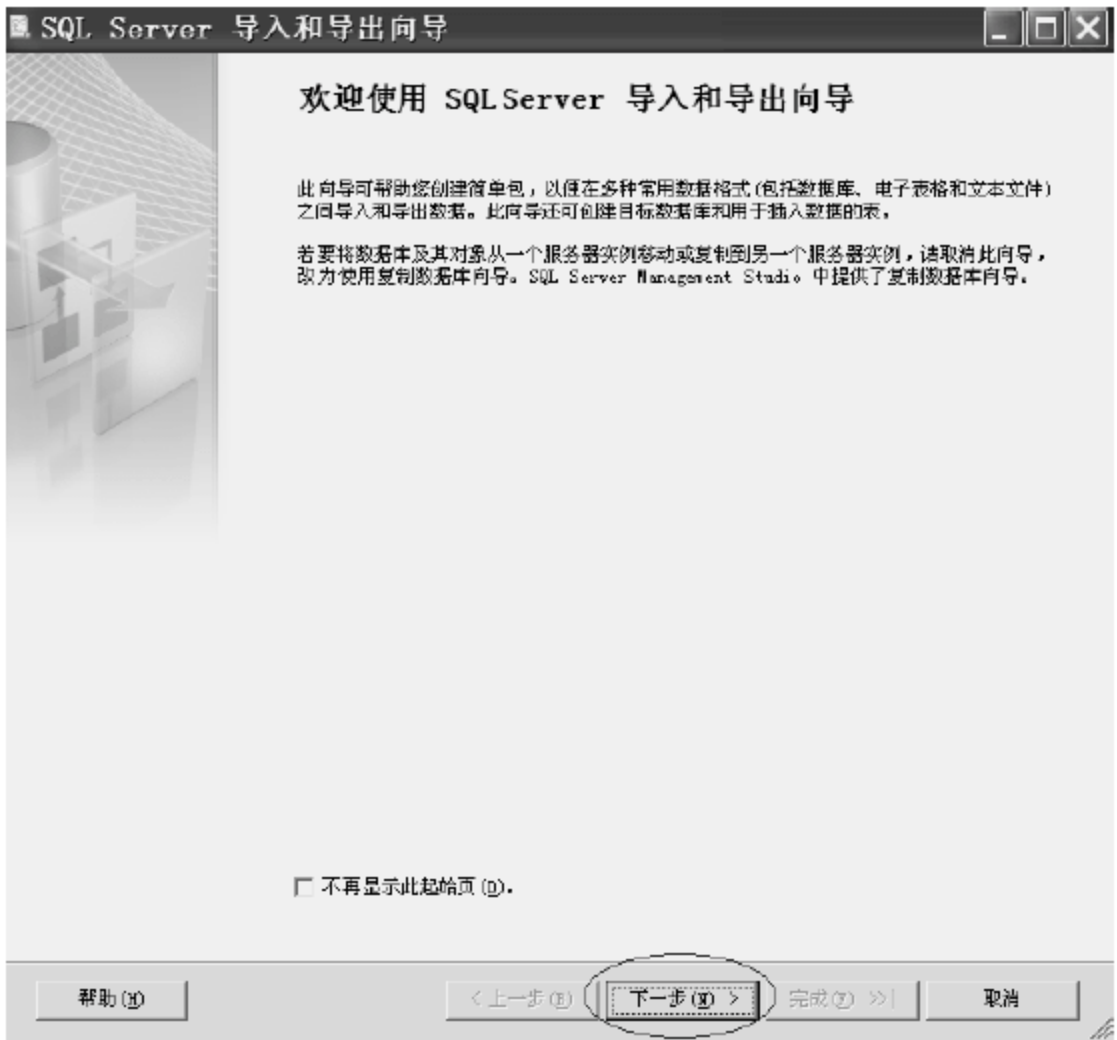 SQL Server 导入和导出向导
欢迎使用 SQL Server 导入和导出向导
此向导可帮助您创建简单包，以便在多种常用数据格式(包括数据库、电子表格和文本文件)
之间导入和导出数据。此向导还可创建目标数据库和用于插入数据的表。
若要将数据库及其对象从一个服务器实例移动或复制到另一个服务器实例，请取消此向导，
改为使用复制数据库向导。SQL Server Management Studio 中提供了复制数据库向导。
不再显示此起始页(D)。
帮助(H)
< 上一步(B)
下一步(N) >
完成(F) >>|
取消